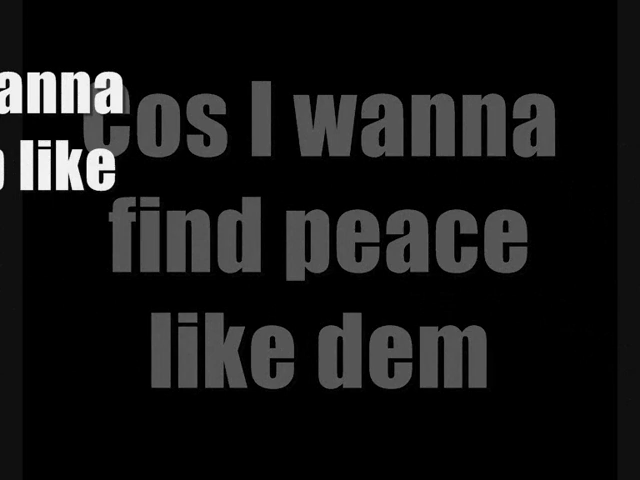 anna
like
Cos I wanna
find peace
like dem